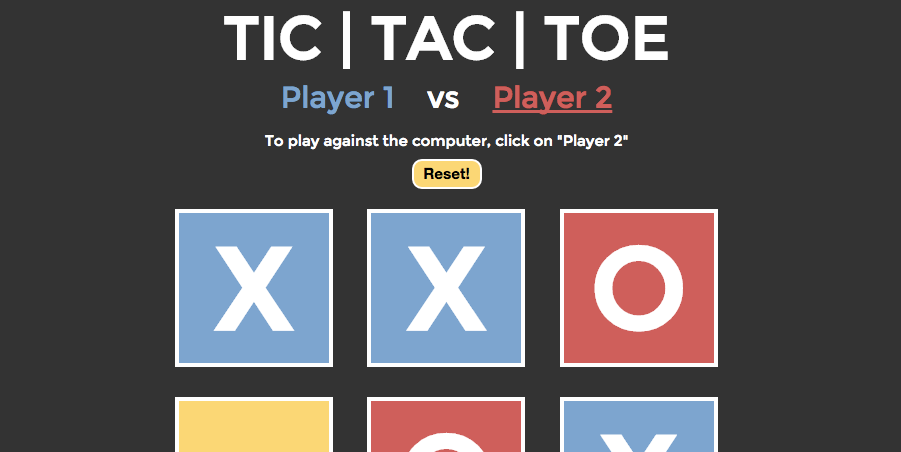 TIC | TAC | TOE
Player 1 vs Player 2
To play against the computer, click on "Player 2"
Reset!
X X O
O X